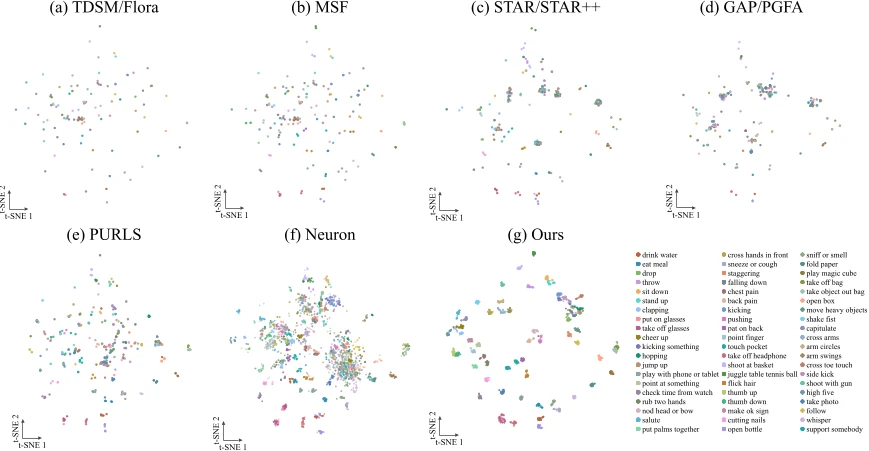 (a) TDSM/Flora
(b) MSF
(c) STAR/STAR++
(d) GAP/PGFA
t-SNE 2
t-SNE 1
t-SNE 2
t-SNE 1
t-SNE 2
t-SNE 1
t-SNE 2
t-SNE 1
(e) PURLS
(f) Neuron
(g) Ours
t-SNE 2
t-SNE 1
t-SNE 2
t-SNE 1
t-SNE 2
t-SNE 1
drink water
eat meal
drop
throw
sit down
stand up
clapping
put on glasses
take off glasses
cheer up
kicking something
hopping
jump up
play with phone or tablet
point at something
check time from watch
rub two hands
nod head or bow
salute
put palms together
cross hands in front
sneeze or cough
staggering
falling down
chest pain
back pain
kicking
pushing
pat on back
point finger
touch pocket
take off headphone
shoot at basket
juggle table tennis ball
flick hair
thumb up
thumb down
make ok sign
cutting nails
open bottle
sniff or smell
fold paper
play magic cube
take off bag
take object out bag
open box
move heavy objects
shake fist
capitulate
cross arms
arm circles
arm swings
cross toe touch
side kick
shoot with gun
high five
take photo
follow
whisper
support somebody